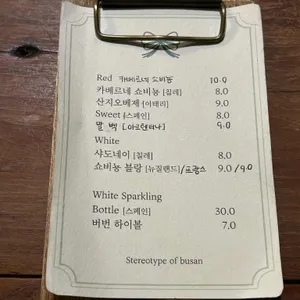 Red 카베르네 쇼비뇽 10.0
카베르네 쇼비뇽 [칠레] 8.0
산지오베제 [이태리] 9.0
Sweet [스페인] 8.0
말벡 [아르헨티나] 9.0
White
샤도네이 [칠레] 8.0
쇼비뇽 블랑 [뉴질랜드]/프랑스 9.0 /9.0
White Sparkling
Bottle [스페인] 30.0
버번 하이볼 7.0
Stereotype of busan